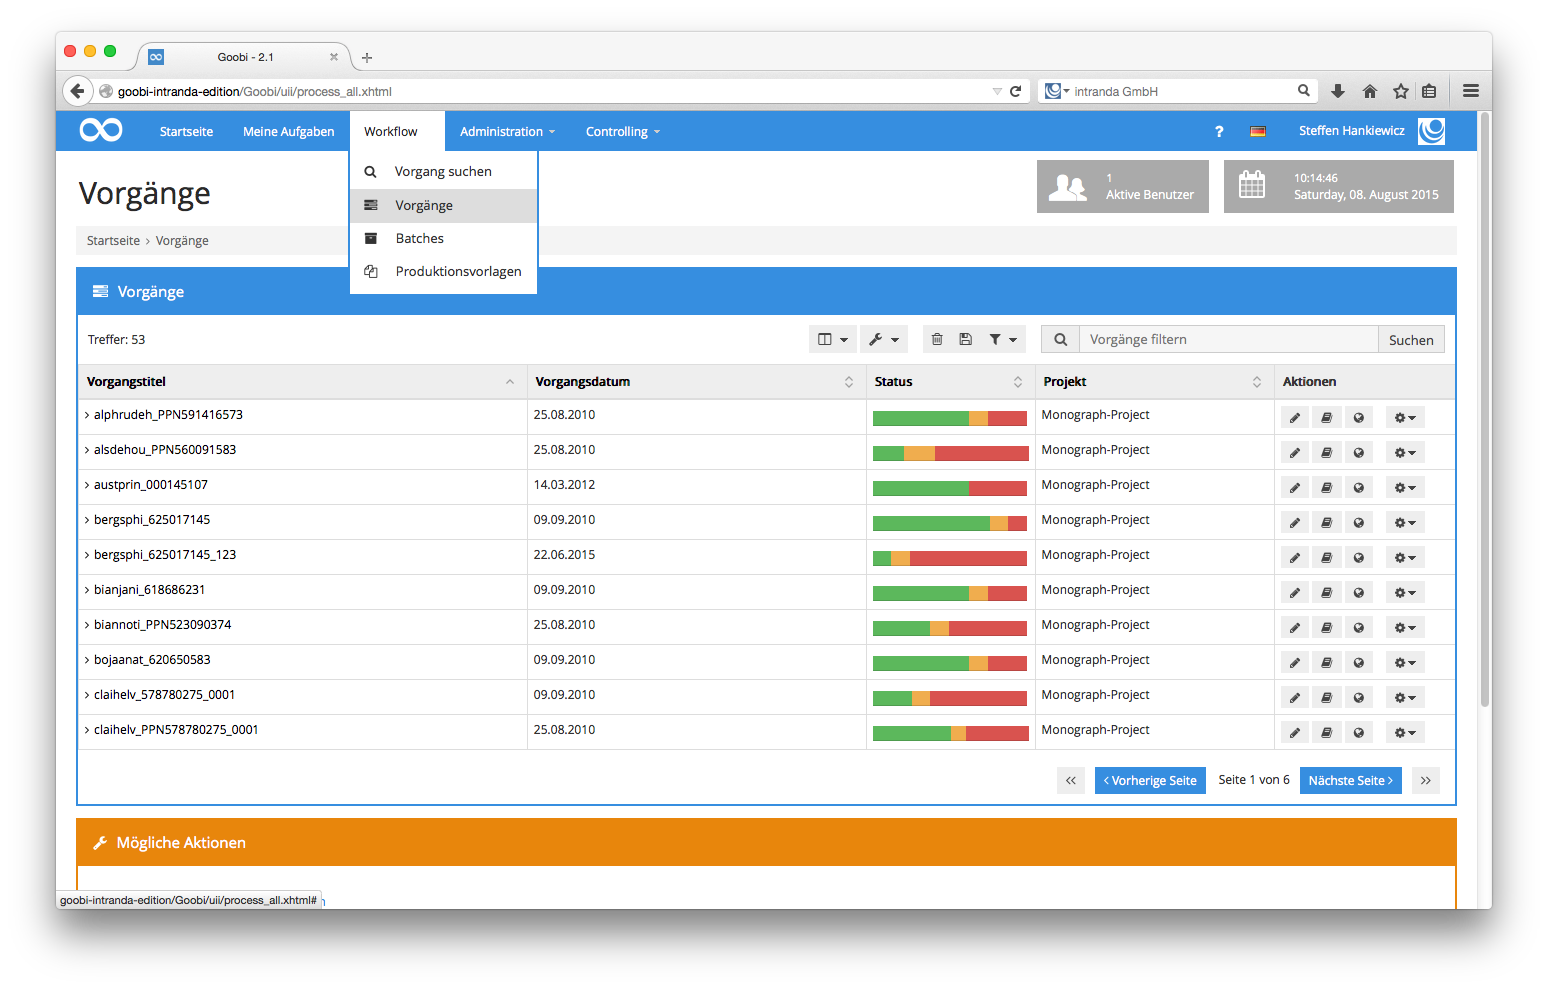 Goobi - 2.1
goobi-intranda-edition/Goobi/uii/process_all.xhtml
intranda GmbH
Startseite
Meine Aufgaben
Workflow
Administration
Controlling
?
Steffen Hankiewicz
Vorgang suchen
Vorgänge
Batches
Produktionsvorlagen
Vorgänge
1
Aktive Benutzer
10:14:46
Saturday, 08. August 2015
Startseite › Vorgänge
Vorgänge
Treffer: 53
Vorgänge filtern
Suchen
Vorgangstitel Vorgangsdatum Status Projekt Aktionen
alphrudeh_PPN591416573 25.08.2010 Monograph-Project
alsdehou_PPN560091583 25.08.2010 Monograph-Project
austprin_000145107 14.03.2012 Monograph-Project
bergsphi_625017145 09.09.2010 Monograph-Project
bergsphi_625017145_123 22.06.2015 Monograph-Project
bianjani_618686231 09.09.2010 Monograph-Project
biannoti_PPN523090374 25.08.2010 Monograph-Project
bojaanat_620650583 09.09.2010 Monograph-Project
claihelv_578780275_0001 09.09.2010 Monograph-Project
claihelv_PPN578780275_0001 25.08.2010 Monograph-Project
Vorherige Seite Seite 1 von 6 Nächste Seite
Mögliche Aktionen
goobi-intranda-edition/Goobi/uii/process_all.xhtml#